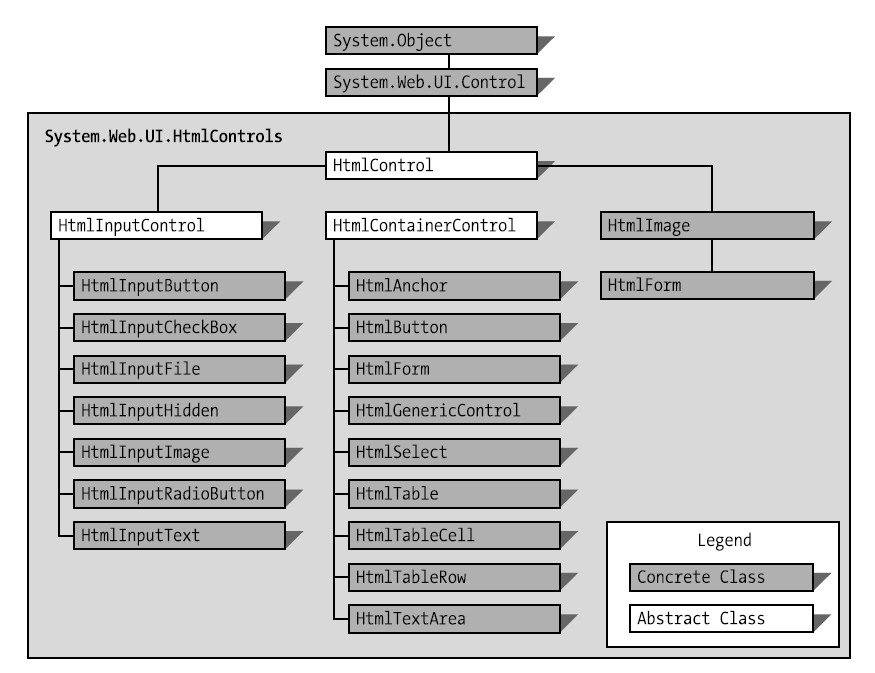 System.Object
System.Web.UI.Control
System.Web.UI.HtmlControls
HtmlControl
HtmlInputControl
HtmlInputButton
HtmlInputCheckBox
HtmlInputFile
HtmlInputHidden
HtmlInputImage
HtmlInputRadioButton
HtmlInputText
HtmlContainerControl
HtmlAnchor
HtmlButton
HtmlForm
HtmlGenericControl
HtmlSelect
HtmlTable
HtmlTableCell
HtmlTableRow
HtmlTextArea
HtmlImage
HtmlForm
Legend
Concrete Class
Abstract Class